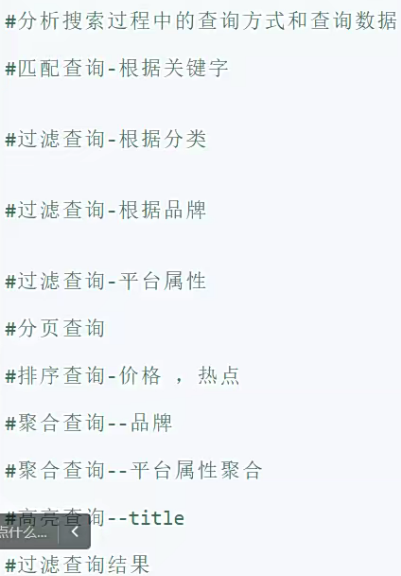 #分析搜索过程中的查询方式和查询数据
#匹配查询-根据关键字
#过滤查询-根据分类
#过滤查询-根据品牌
#过滤查询-平台属性
#分页查询
#排序查询-价格 ，热点
#聚合查询--品牌
#聚合查询--平台属性聚合
#高亮查询--title
点什么...
#过滤查询结果